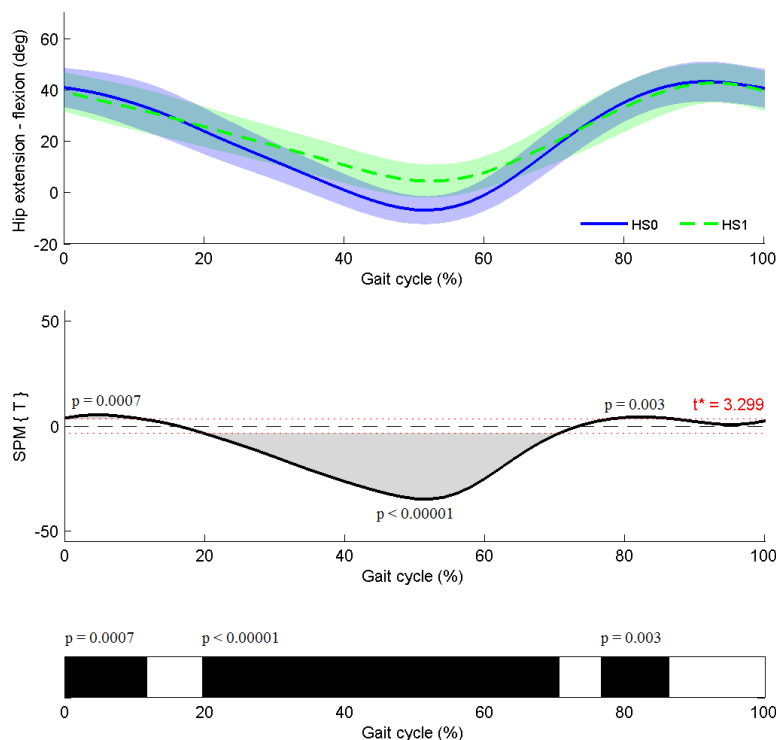 60
40
20
0
-20
Hip extension - flexion (deg)
HS0 HS1
0 20 40 60 80 100
Gait cycle (%)
50
0
-50
SPM { T }
p = 0.0007
p = 0.003
t* = 3.299
p < 0.00001
0 20 40 60 80 100
Gait cycle (%)
p = 0.0007 p < 0.00001 p = 0.003
0 20 40 60 80 100
Gait cycle (%)